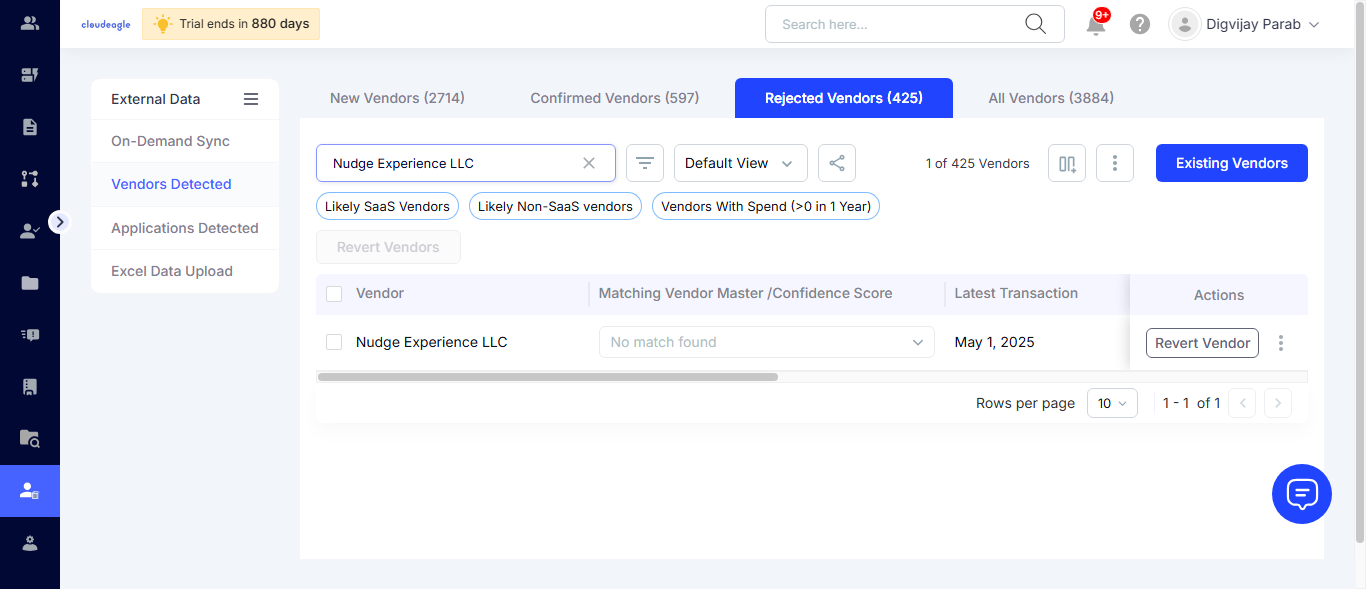 cloudeagle
Trial ends in 880 days
Search here...
9+
?
Digvijay Parab
External Data
On-Demand Sync
Vendors Detected
Applications Detected
Excel Data Upload
New Vendors (2714)
Confirmed Vendors (597)
Rejected Vendors (425)
All Vendors (3884)
Nudge Experience LLC
Default View
1 of 425 Vendors
Existing Vendors
Likely SaaS Vendors
Likely Non-SaaS vendors
Vendors With Spend (>0 in 1 Year)
Revert Vendors
Vendor
Matching Vendor Master /Confidence Score
Latest Transaction
Actions
Nudge Experience LLC
No match found
May 1, 2025
Revert Vendor
Rows per page
10
1 - 1 of 1